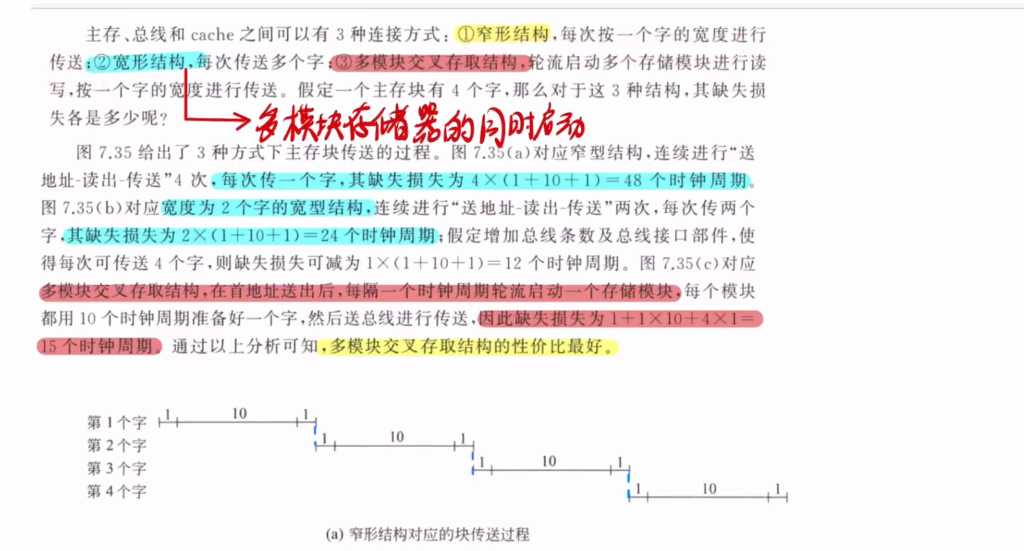 主存、总线和 cache 之间可以有 3 种连接方式：①窄形结构，每次按一个字的宽度进行
传送；②宽形结构，每次传送多个字；③多模块交叉存取结构，轮流启动多个存储模块进行读
写，按一个字的宽度进行传送。假定一个主存块有 4 个字，那么对于这 3 种结构，其缺失损
失各是多少呢？
多模块存储器的同时启动
图 7.35 给出了 3 种方式下主存块传送的过程。图 7.35(a)对应窄型结构，连续进行“送
地址-读出-传送”4 次，每次传一个字，其缺失损失为 4×(1+10+1)=48 个时钟周期。
图 7.35(b)对应宽度为 2 个字的宽型结构，连续进行“送地址-读出-传送”两次，每次传两个
字，其缺失损失为 2×(1+10+1)=24 个时钟周期；假定增加总线条数及总线接口部件，使
得每次可传送 4 个字，则缺失损失可减为 1×(1+10+1)=12 个时钟周期。图 7.35(c)对应
多模块交叉存取结构，在首地址送出后，每隔一个时钟周期轮流启动一个存储模块，每个模块
都用 10 个时钟周期准备好一个字，然后送总线进行传送，因此缺失损失为 1+1×10+4×1=
15 个时钟周期。通过以上分析可知，多模块交叉存取结构的性价比最好。
第 1 个字 1 10 1
第 2 个字 1 10 1
第 3 个字 1 10 1
第 4 个字 1 10 1
(a) 窄形结构对应的块传送过程